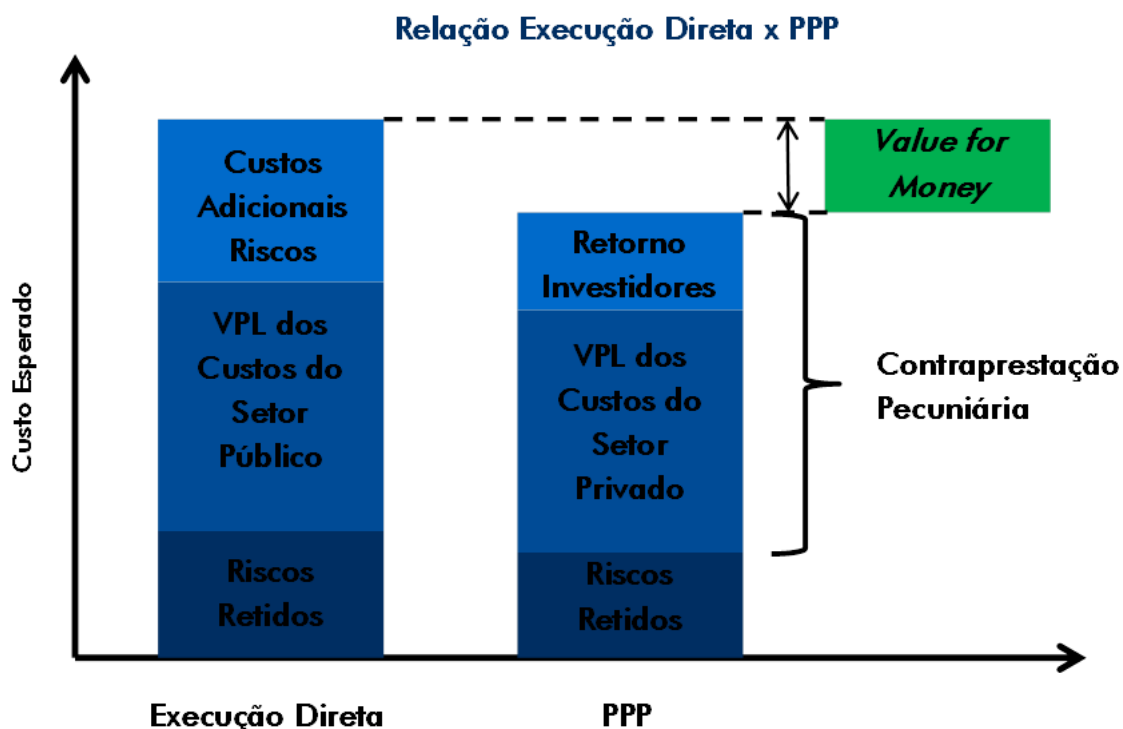 Relação Execução Direta x PPP
Custo Esperado
Custos
Adicionais
Riscos
VPL dos
Custos do
Setor
Público
Riscos
Retidos
Retorno
Investidores
VPL dos
Custos do
Setor
Privado
Riscos
Retidos
Value for
Money
Contraprestação
Pecuniária
Execução Direta
PPP